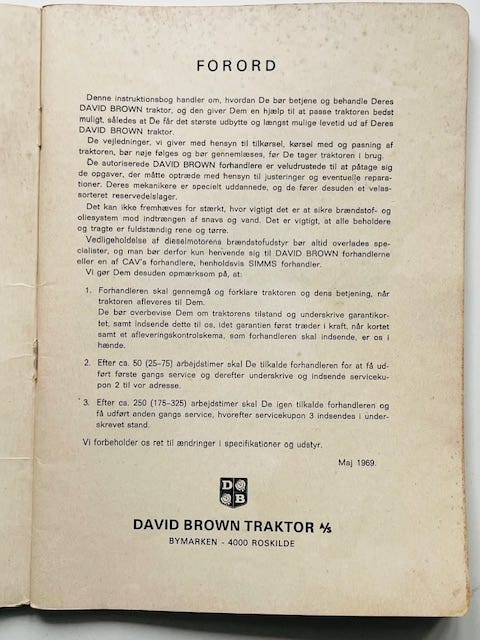 FORORD
Denne instruktionsbog handler om, hvordan De bør betjene og behandle Deres
DAVID BROWN traktor, og den giver Dem en hjælp til at passe traktoren bedst
muligt, således at De får det største udbytte og længst mulige levetid ud af Deres
DAVID BROWN traktor.
De vejledninger, vi giver med hensyn til tilkørsel, kørsel med og pasning af
traktoren, bør nøje følges og bør gennemlæses, før De tager traktoren i brug.
De autoriserede DAVID BROWN forhandlere er veludrustede til at påtage sig
de opgaver, der måtte optræde med hensyn til justeringer og eventuelle repara-
tioner. Deres mekanikere er specielt uddannede, og de fører desuden et velas-
sorteret reservedelslager.
Det kan ikke fremhæves for stærkt, hvor vigtigt det er at sikre brændstof- og
oliesystem mod indtrængen af snavs og vand. Det er vigtigt, at alle beholdere
og tragte er fuldstændig rene og tørre.
Vedligeholdelse af dieselmotorens brændstofudstyr bør altid overlades spe-
cialister, og man bør derfor kun henvende sig til DAVID BROWN forhandlerne
eller en af CAV's forhandlere, henholdsvis SIMMS forhandler.
Vi gør Dem desuden opmærksom på, at:
1. Forhandleren skal gennemgå og forklare traktoren og dens betjening, når
traktoren afleveres til Dem.
De bør overbevise Dem om traktorens tilstand og underskrive garantikor-
tet, samt indsende dette til os, idet garantien først træder i kraft, når kortet
samt et afleveringskontrolskema, som forhandleren skal indsende, er os i
hænde.
2. Efter ca. 50 (25-75) arbejdstimer skal De tilkalde forhandleren for at få ud-
ført første gangs service og derefter underskrive og indsende serviceku-
pon 2 til vor adresse.
3. Efter ca. 250 (175-325) arbejdstimer skal De igen tilkalde forhandleren og
få udført anden gangs service, hvorefter servicekupon 3 indsendes i under-
skrevet stand.
Vi forbeholder os ret til ændringer i specifikationer og udstyr.
Maj 1969.
D
B
DAVID BROWN TRAKTOR A/S
BYMARKEN - 4000 ROSKILDE